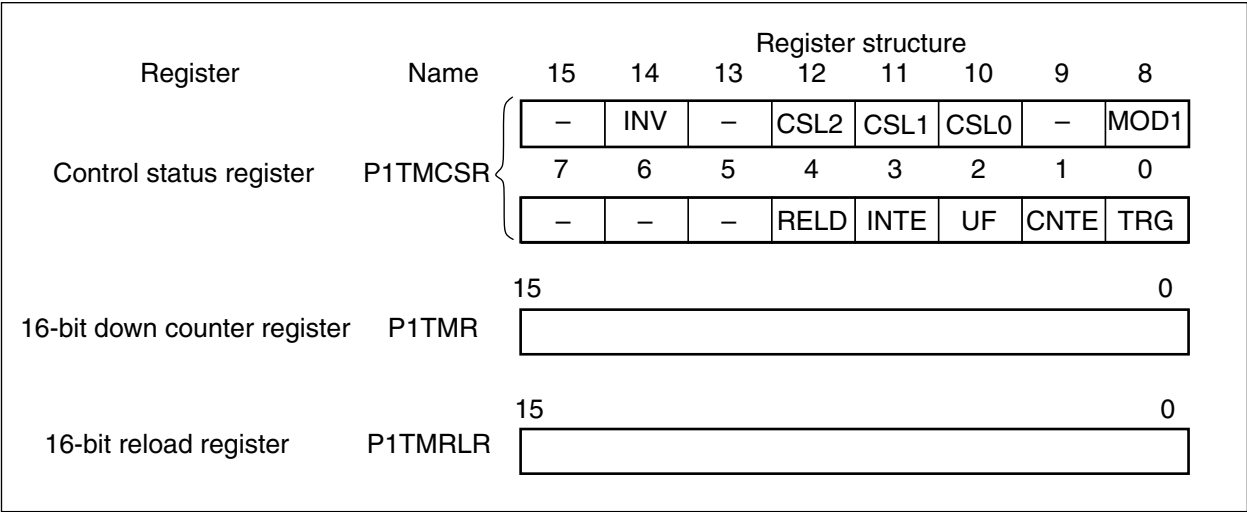 Register structure
Register Name 15 14 13 12 11 10 9 8
– INV – CSL2 CSL1 CSL0 – MOD1
Control status register P1TMCSR 7 6 5 4 3 2 1 0
– – – RELD INTE UF CNTE TRG
15 0
16-bit down counter register P1TMR
15 0
16-bit reload register P1TMRLR